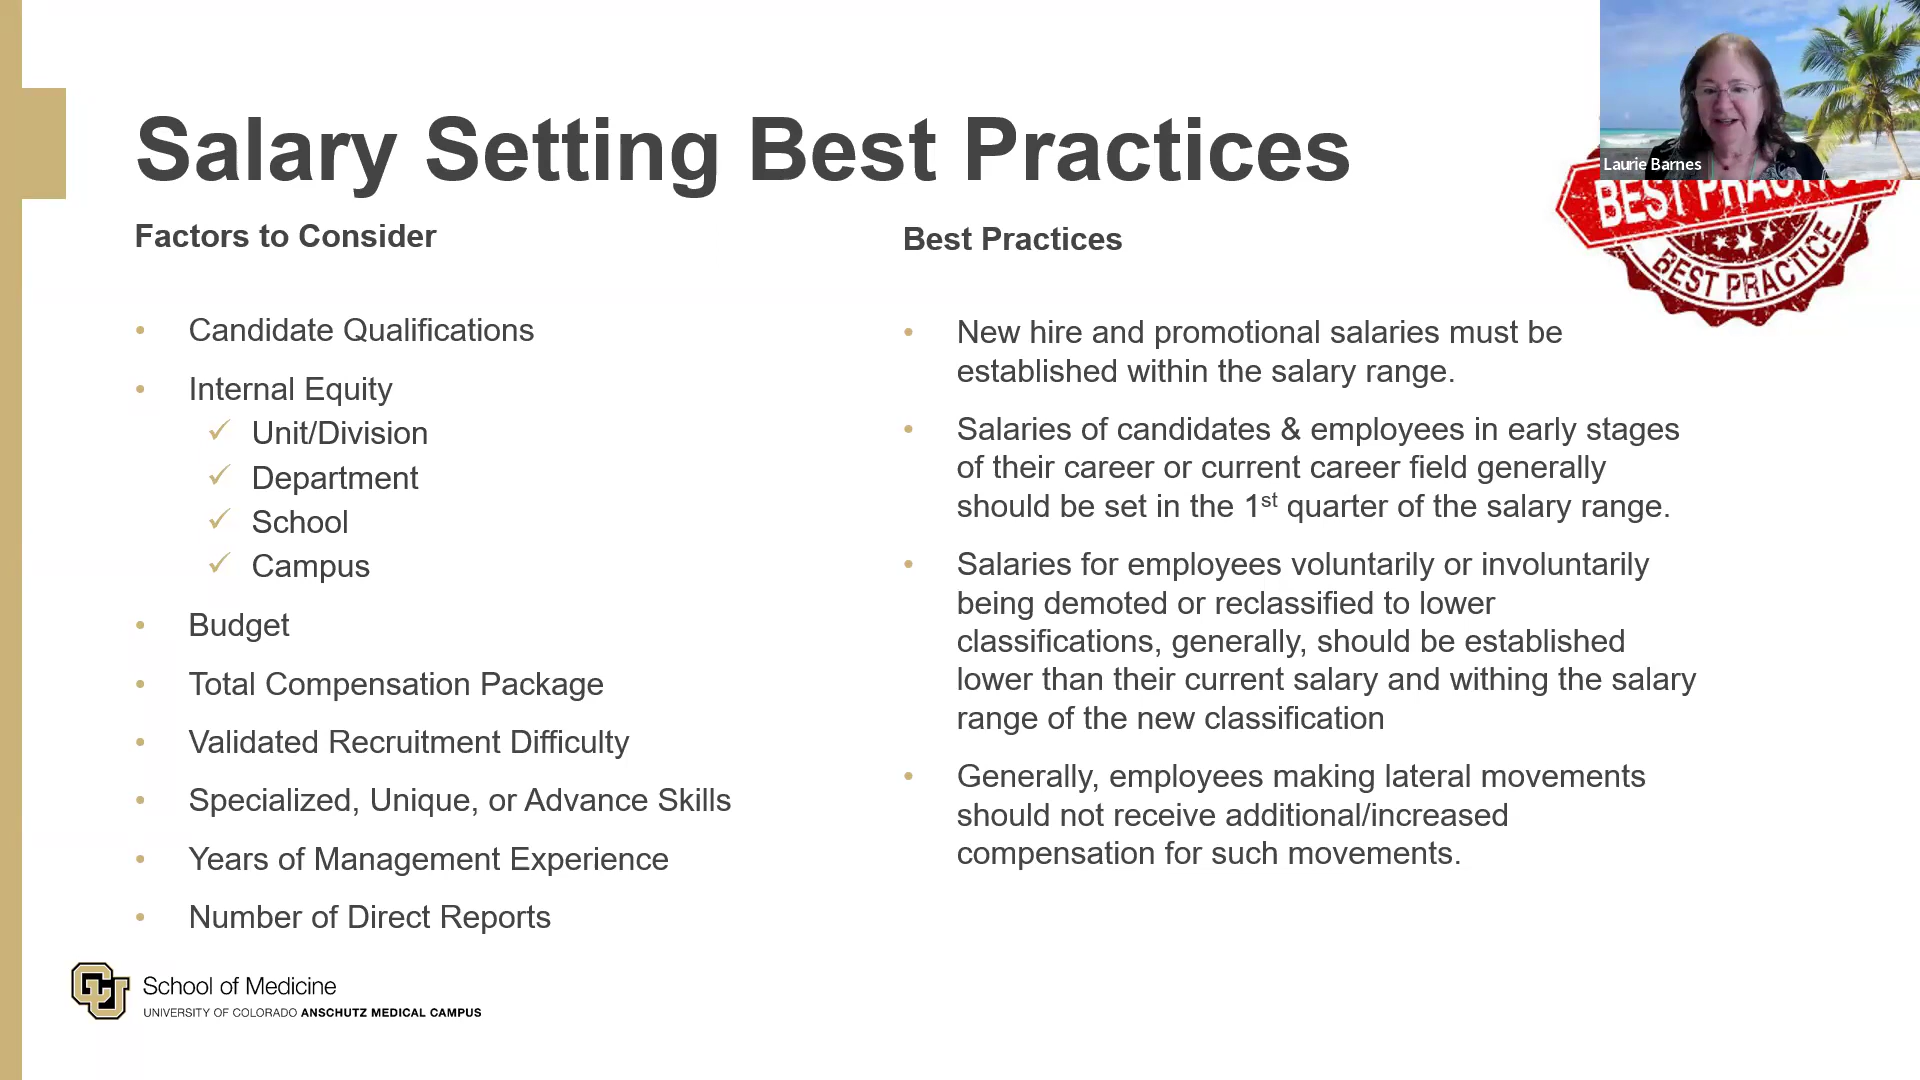 Salary Setting Best Practices
Factors to Consider
• Candidate Qualifications
• Internal Equity
✓ Unit/Division
✓ Department
✓ School
✓ Campus
• Budget
• Total Compensation Package
• Validated Recruitment Difficulty
• Specialized, Unique, or Advance Skills
• Years of Management Experience
• Number of Direct Reports
Best Practices
• New hire and promotional salaries must be
established within the salary range.
• Salaries of candidates & employees in early stages
of their career or current career field generally
should be set in the 1st quarter of the salary range.
• Salaries for employees voluntarily or involuntarily
being demoted or reclassified to lower
classifications, generally, should be established
lower than their current salary and withing the salary
range of the new classification
• Generally, employees making lateral movements
should not receive additional/increased
compensation for such movements.
Laurie Barnes
BEST PRACTICE
BEST PRACTICE
CU
School of Medicine
UNIVERSITY OF COLORADO ANSCHUTZ MEDICAL CAMPUS